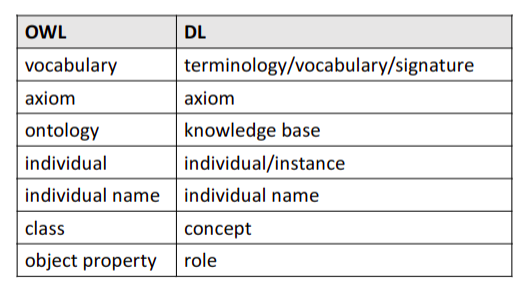 OWL DL
vocabulary terminology/vocabulary/signature
axiom axiom
ontology knowledge base
individual individual/instance
individual name individual name
class concept
object property role